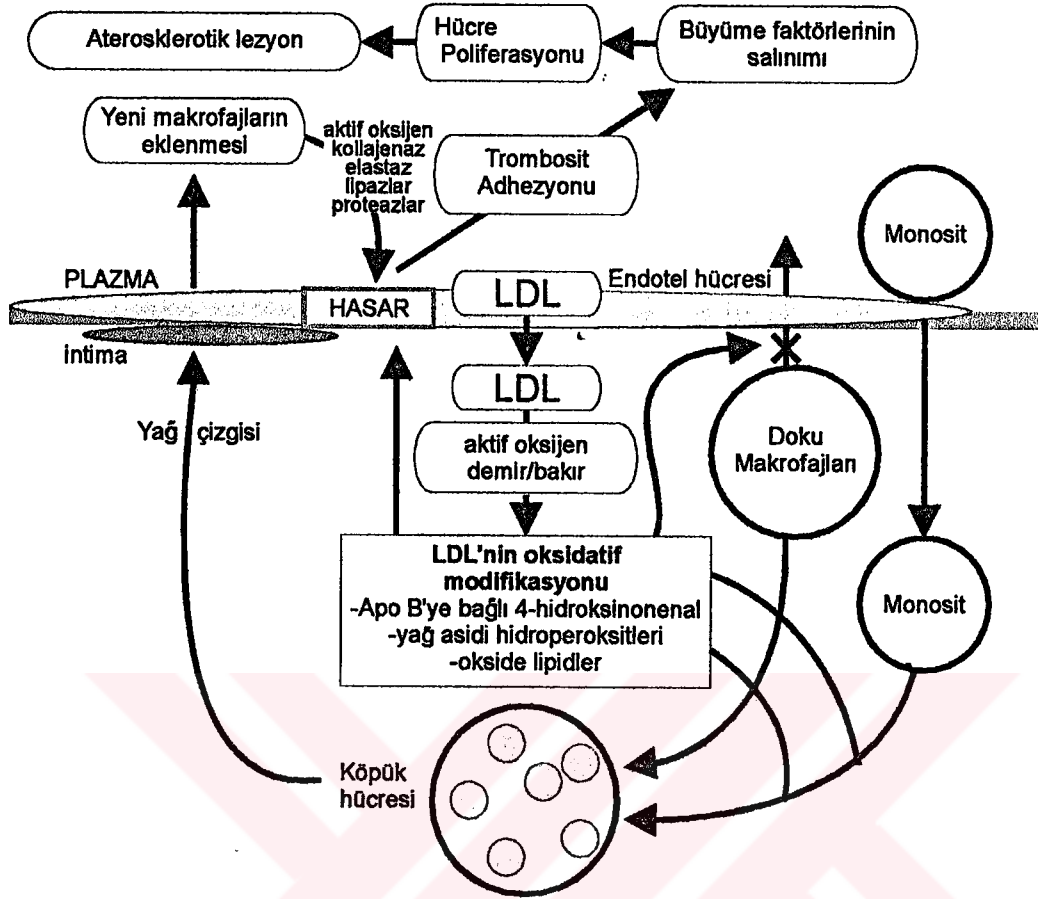 Aterosklerotik lezyon
Hücre
Poliferasyonu
Büyüme faktörlerinin
salınımı
Yeni makrofajların
eklenmesi
aktif oksijen
kollajenaz
elastaz
lipazlar
proteazlar
Trombosit
Adhezyonu
Monosit
PLAZMA
HASAR
LDL
Endotel hücresi
intima
LDL
Yağ çizgisi
aktif oksijen
demir/bakır
Doku
Makrofajları
LDL'nin oksidatif
modifikasyonu
-Apo B'ye bağlı 4-hidroksinonenal
-yağ asidi hidroperoksitleri
-okside lipidler
Monosit
Köpük
hücresi